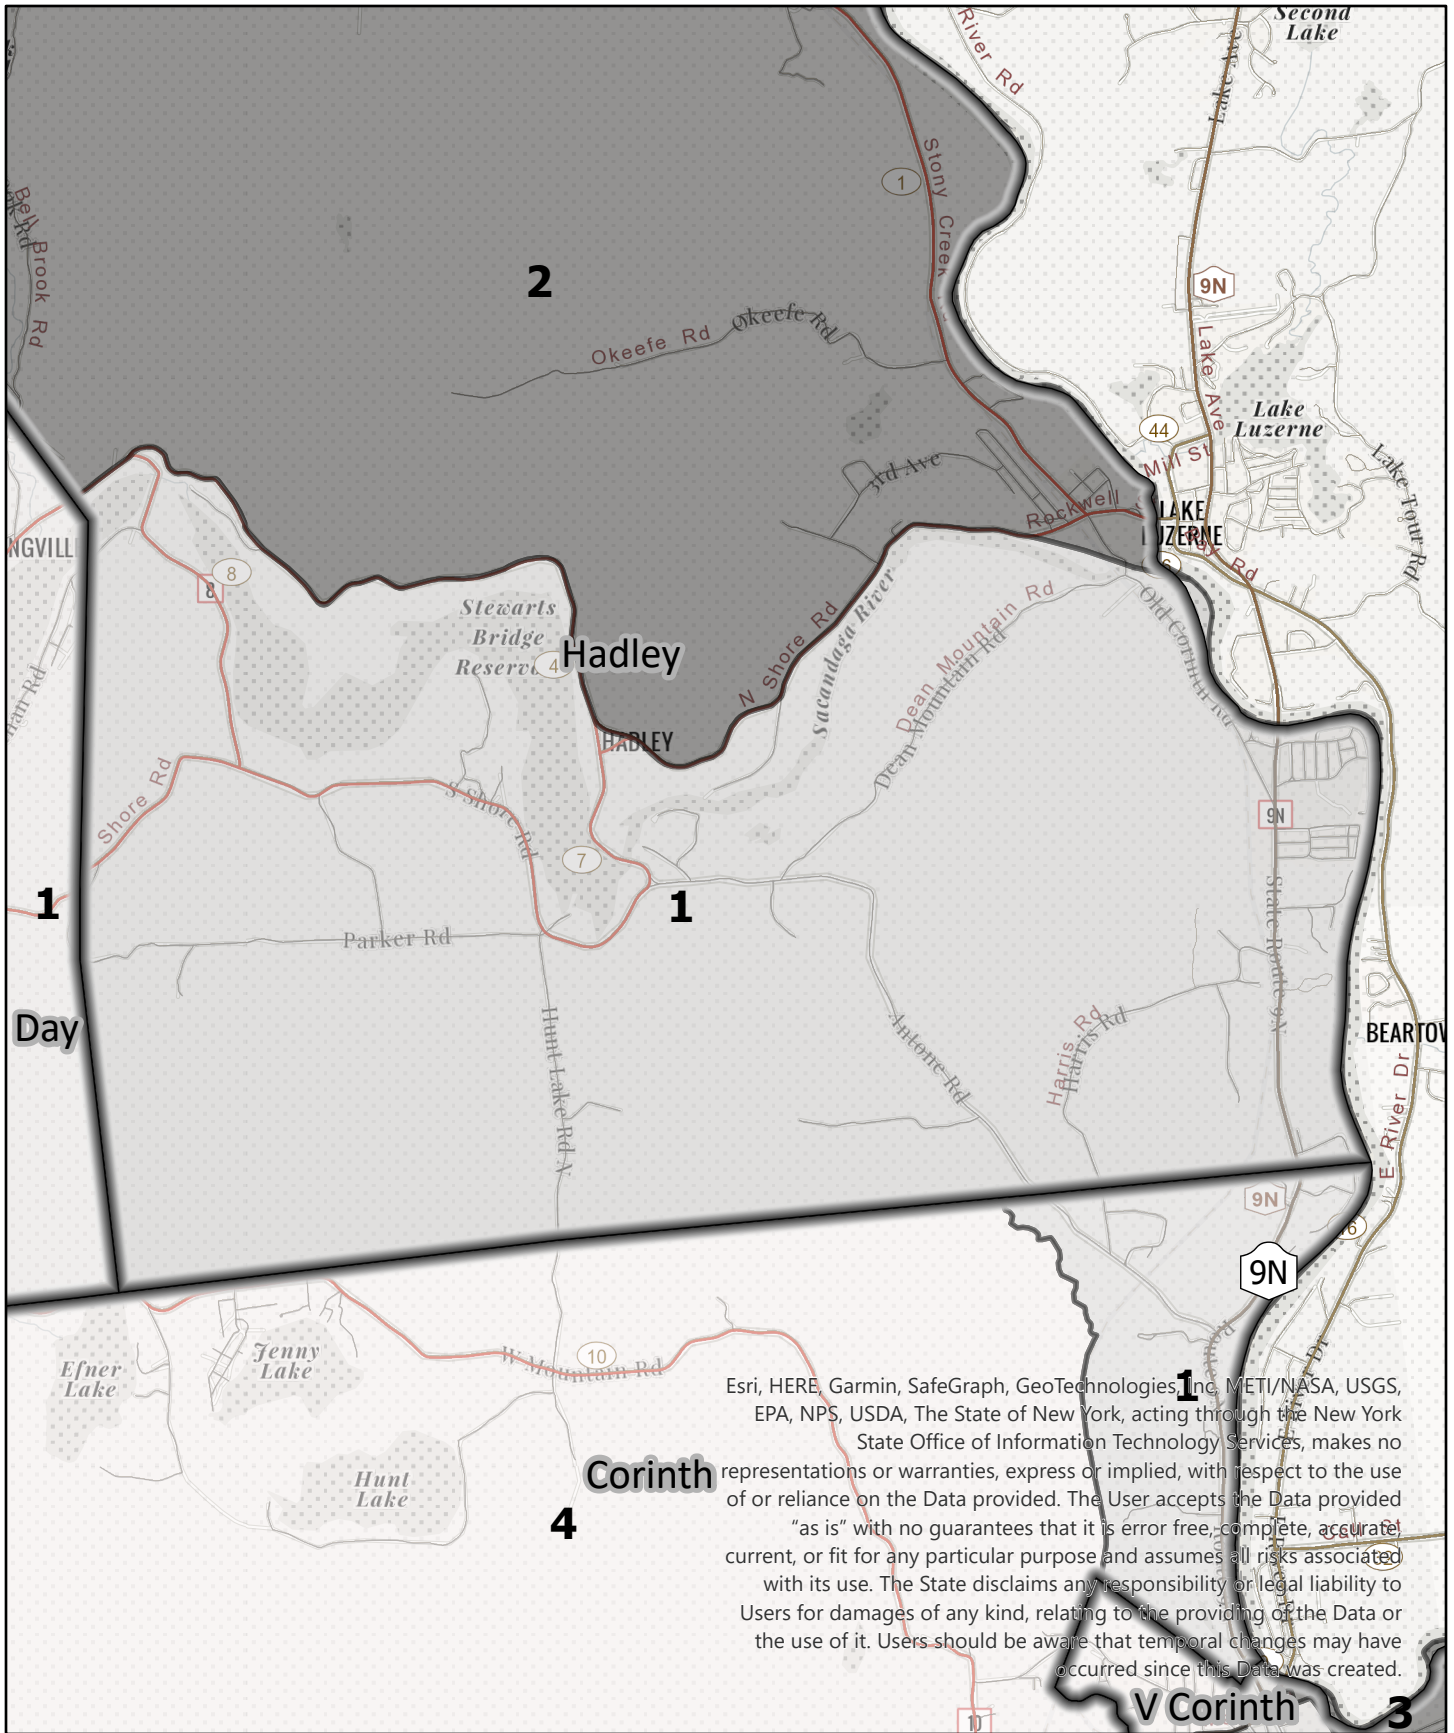 Second
Lake
River Rd
Lake Ave
Stony Creek Rd
1
Bell Brook Rd
2
9N
Okeefe Rd
Okeefe Rd
Lake Ave
Lake
Luzerne
44
Mill St
Lake Tour Rd
3rd Ave
Rockwell
LAKE
LUZERNE
Bay Rd
NGVILL
8
8
Stewarts
Bridge
Reserv
4
Hadley
N Shore Rd
Sacandaga River
Dean Mountain Rd
Dean Mountain Rd
Old Corinth Rd
man Rd
HADLEY
Shore Rd
S Shore Rd
9N
7
1
1
Parker Rd
State Route 9N
Day
Hunt Lake Rd N
Antone Rd
Harris Rd
Harris Rd
BEARTOW
E River Dr
9N
16
9N
Efner
Lake
Jenny
Lake
10
W Mountain Rd
River Dr
1
Esri, HERE, Garmin, SafeGraph, GeoTechnologies, Inc, METI/NASA, USGS,
EPA, NPS, USDA, The State of New York, acting through the New York
State Office of Information Technology Services, makes no
representations or warranties, express or implied, with respect to the use
of or reliance on the Data provided. The User accepts the Data provided
“as is” with no guarantees that it is error free, complete, accurate,
current, or fit for any particular purpose and assumes all risks associated
with its use. The State disclaims any responsibility or legal liability to
Users for damages of any kind, relating to the providing of the Data or
the use of it. Users should be aware that temporal changes may have
occurred since this Data was created.
Hunt
Lake
Corinth
4
Call St
32
10
V Corinth
3